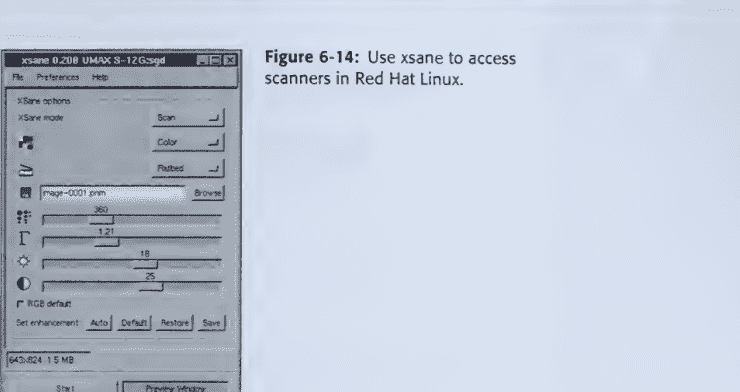 xsane 0.20B UMAX S-12G:sgd
File Preferences Help
XSane options
XSane mode Scan
Color
Flatbed
image-0001.pnm Browse
360
1.21
18
25
RGB default
Set enhancement: Auto Default Restore Save
643x824 1.5 MB
Start Preview Window
Figure 6-14: Use xsane to access
scanners in Red Hat Linux.